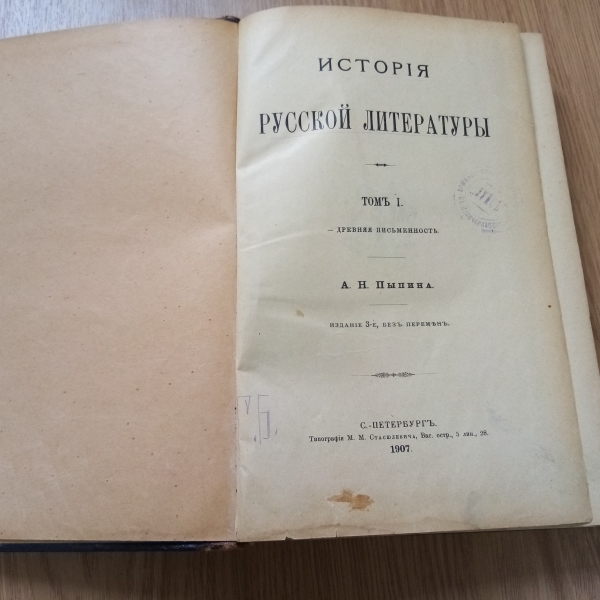 ИСТОРІЯ
РУССКОЙ ЛИТЕРАТУРЫ
ТОМЪ I.
— ДРЕВНЯЯ ПИСЬМЕННОСТЬ.
А. Н. ПЫПИНА.
ИЗДАНІЕ 3-Е, БЕЗЪ ПЕРЕМѢНЪ.
Г.Б.
С.-ПЕТЕРБУРГЪ.
Типографія М. М. Стасюлевича, Вас. остр., 5 лин., 28.
1907.